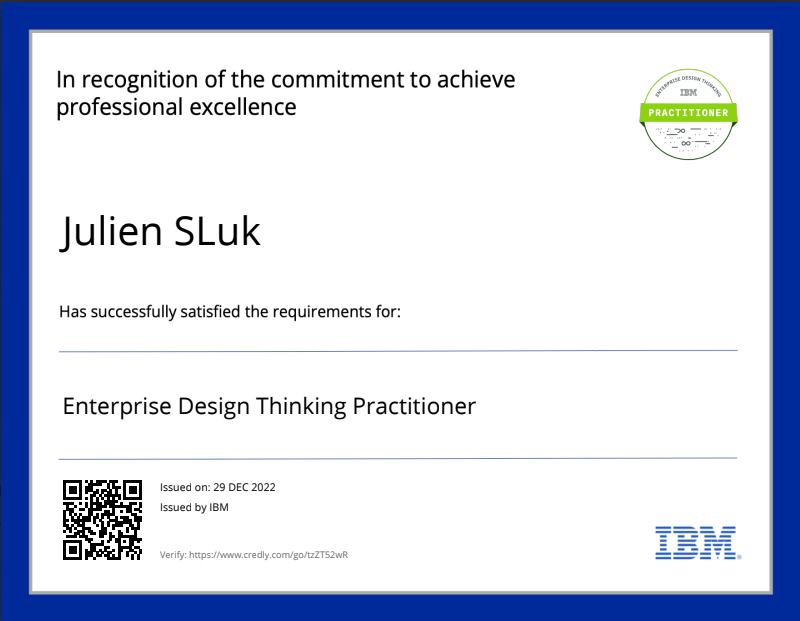 In recognition of the commitment to achieve
professional excellence
ENTERPRISE DESIGN THINKING
IBM
PRACTITIONER
Julien SLuk
Has successfully satisfied the requirements for:
Enterprise Design Thinking Practitioner
Issued on: 29 DEC 2022
Issued by IBM
Verify: https://www.credly.com/go/tzZT52wR
IBM®